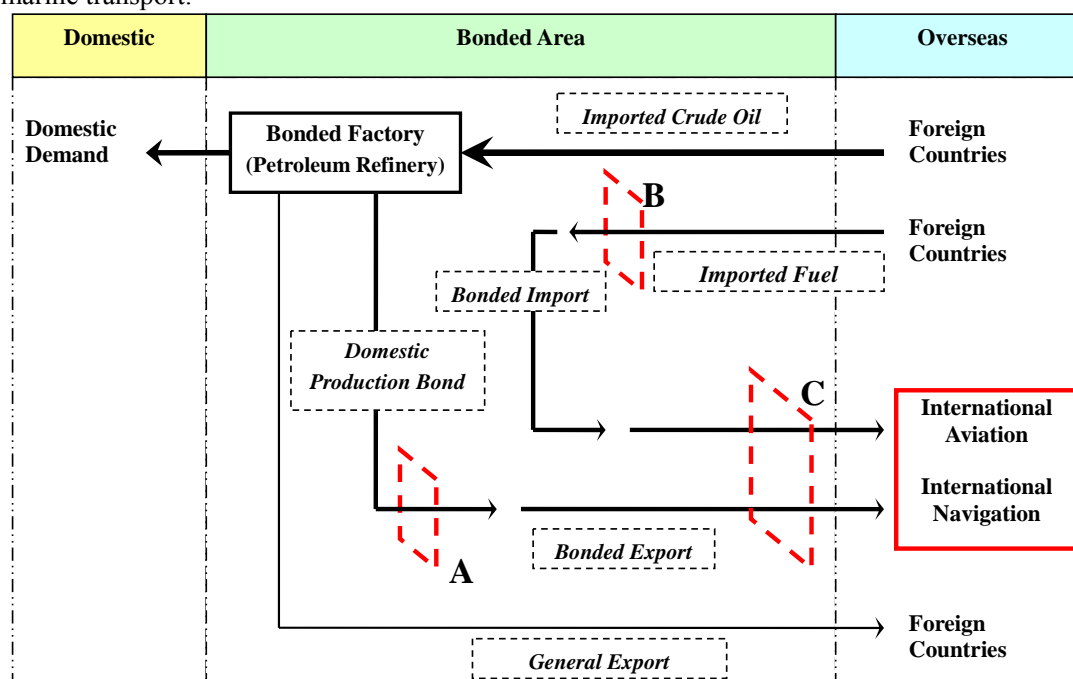 marine transport.
Domestic
Bonded Area
Overseas
Imported Crude Oil
Domestic
Demand
Bonded Factory
(Petroleum Refinery)
Foreign
Countries
B
Foreign
Countries
Imported Fuel
Bonded Import
Domestic
Production Bond
C
International
Aviation
International
Navigation
Bonded Export
A
Foreign
Countries
General Export